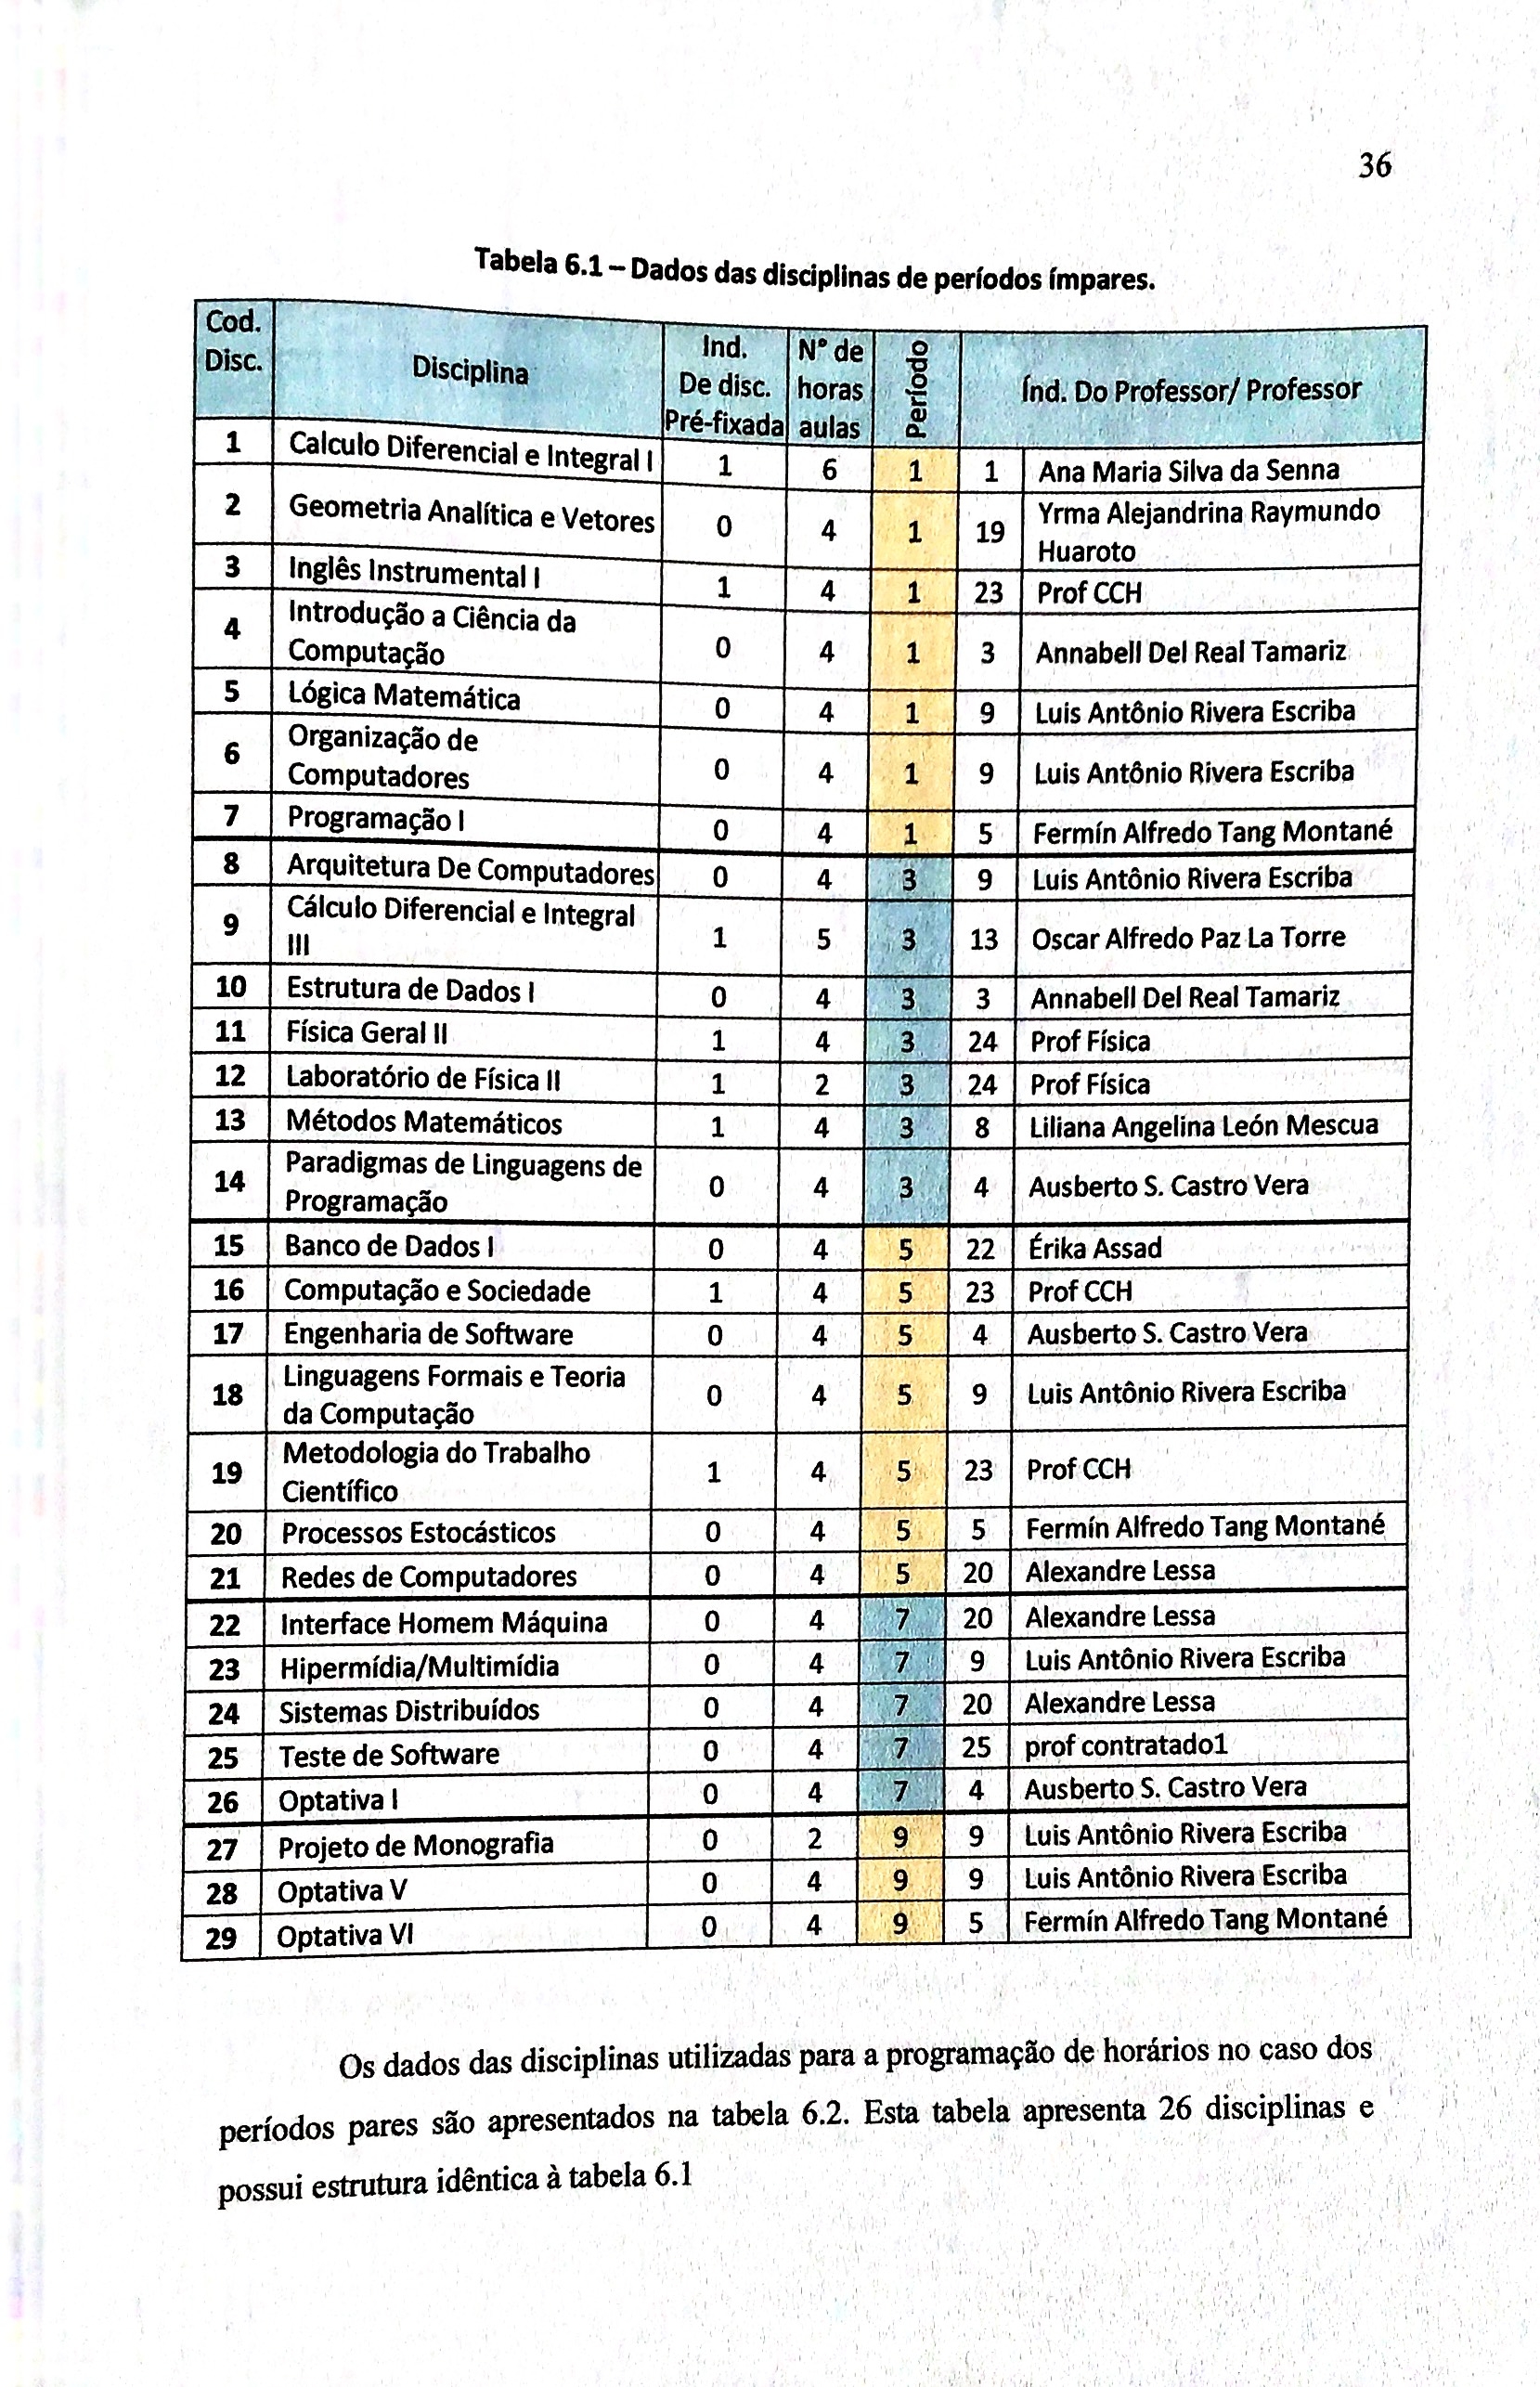 36
Tabela 6.1 – Dados das disciplinas de períodos ímpares.
Cod. Disc. Disciplina Ind. De disc. Pré-fixada N° de horas aulas Período Índ. Do Professor/ Professor
1 Calculo Diferencial e Integral I 1 6 1 1 Ana Maria Silva da Senna
2 Geometria Analítica e Vetores 0 4 1 19 Yrma Alejandrina Raymundo Huaroto
3 Inglês Instrumental I 1 4 1 23 Prof CCH
4 Introdução a Ciência da Computação 0 4 1 3 Annabell Del Real Tamariz
5 Lógica Matemática 0 4 1 9 Luis Antônio Rivera Escriba
6 Organização de Computadores 0 4 1 9 Luis Antônio Rivera Escriba
7 Programação I 0 4 1 5 Fermín Alfredo Tang Montané
8 Arquitetura De Computadores 0 4 3 9 Luis Antônio Rivera Escriba
9 Cálculo Diferencial e Integral III 1 5 3 13 Oscar Alfredo Paz La Torre
10 Estrutura de Dados I 0 4 3 3 Annabell Del Real Tamariz
11 Física Geral II 1 4 3 24 Prof Física
12 Laboratório de Física II 1 2 3 24 Prof Física
13 Métodos Matemáticos 1 4 3 8 Liliana Angelina León Mescua
14 Paradigmas de Linguagens de Programação 0 4 3 4 Ausberto S. Castro Vera
15 Banco de Dados I 0 4 5 22 Érika Assad
16 Computação e Sociedade 1 4 5 23 Prof CCH
17 Engenharia de Software 0 4 5 4 Ausberto S. Castro Vera
18 Linguagens Formais e Teoria da Computação 0 4 5 9 Luis Antônio Rivera Escriba
19 Metodologia do Trabalho Científico 1 4 5 23 Prof CCH
20 Processos Estocásticos 0 4 5 5 Fermín Alfredo Tang Montané
21 Redes de Computadores 0 4 5 20 Alexandre Lessa
22 Interface Homem Máquina 0 4 7 20 Alexandre Lessa
23 Hipermídia/Multimídia 0 4 7 9 Luis Antônio Rivera Escriba
24 Sistemas Distribuídos 0 4 7 20 Alexandre Lessa
25 Teste de Software 0 4 7 25 prof contratado1
26 Optativa I 0 4 7 4 Ausberto S. Castro Vera
27 Projeto de Monografia 0 2 9 9 Luis Antônio Rivera Escriba
28 Optativa V 0 4 9 9 Luis Antônio Rivera Escriba
29 Optativa VI 0 4 9 5 Fermín Alfredo Tang Montané
Os dados das disciplinas utilizadas para a programação de horários no caso dos
períodos pares são apresentados na tabela 6.2. Esta tabela apresenta 26 disciplinas e
possui estrutura idêntica à tabela 6.1